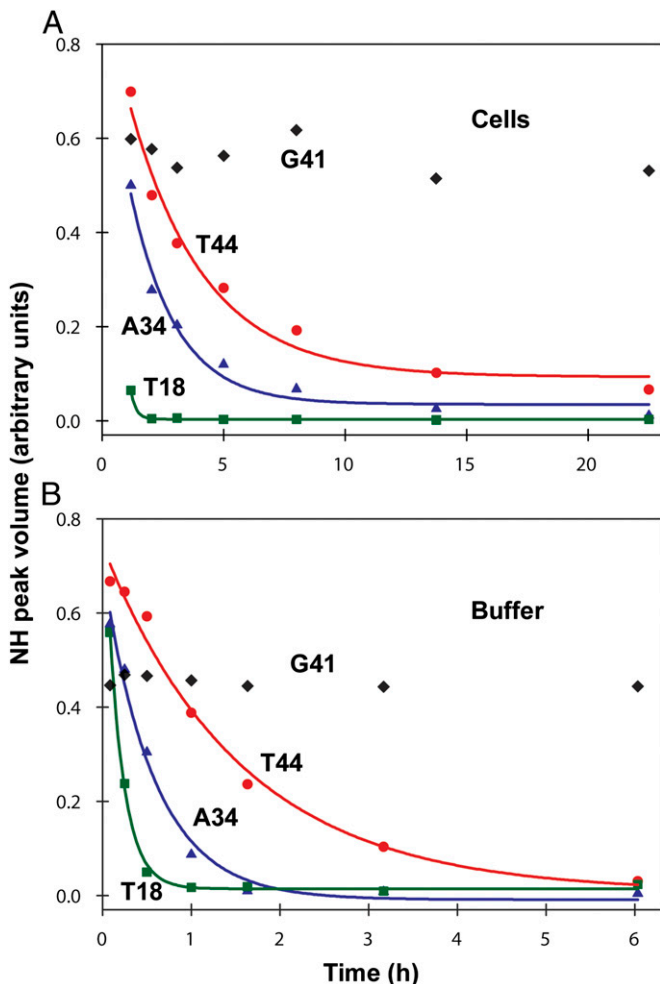 A
0.8
0.6
0.4
0.2
0.0
Cells
G41
T44
A34
T18
0 5 10 15 20
B
0.8
0.6
0.4
0.2
0.0
Buffer
G41
T44
A34
T18
0 1 2 3 4 5 6
Time (h)
NH peak volume (arbitrary units)